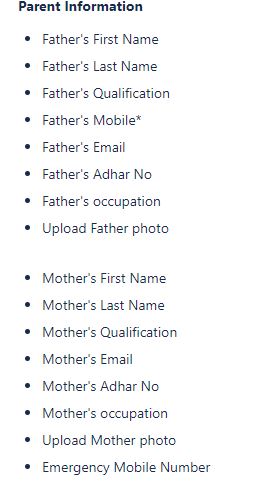 Parent Information
Father's First Name
Father's Last Name
Father's Qualification
Father's Mobile*
Father's Email
Father's Adhar No
Father's occupation
Upload Father photo
Mother's First Name
Mother's Last Name
Mother's Qualification
Mother's Email
Mother's Adhar No
Mother's occupation
Upload Mother photo
Emergency Mobile Number